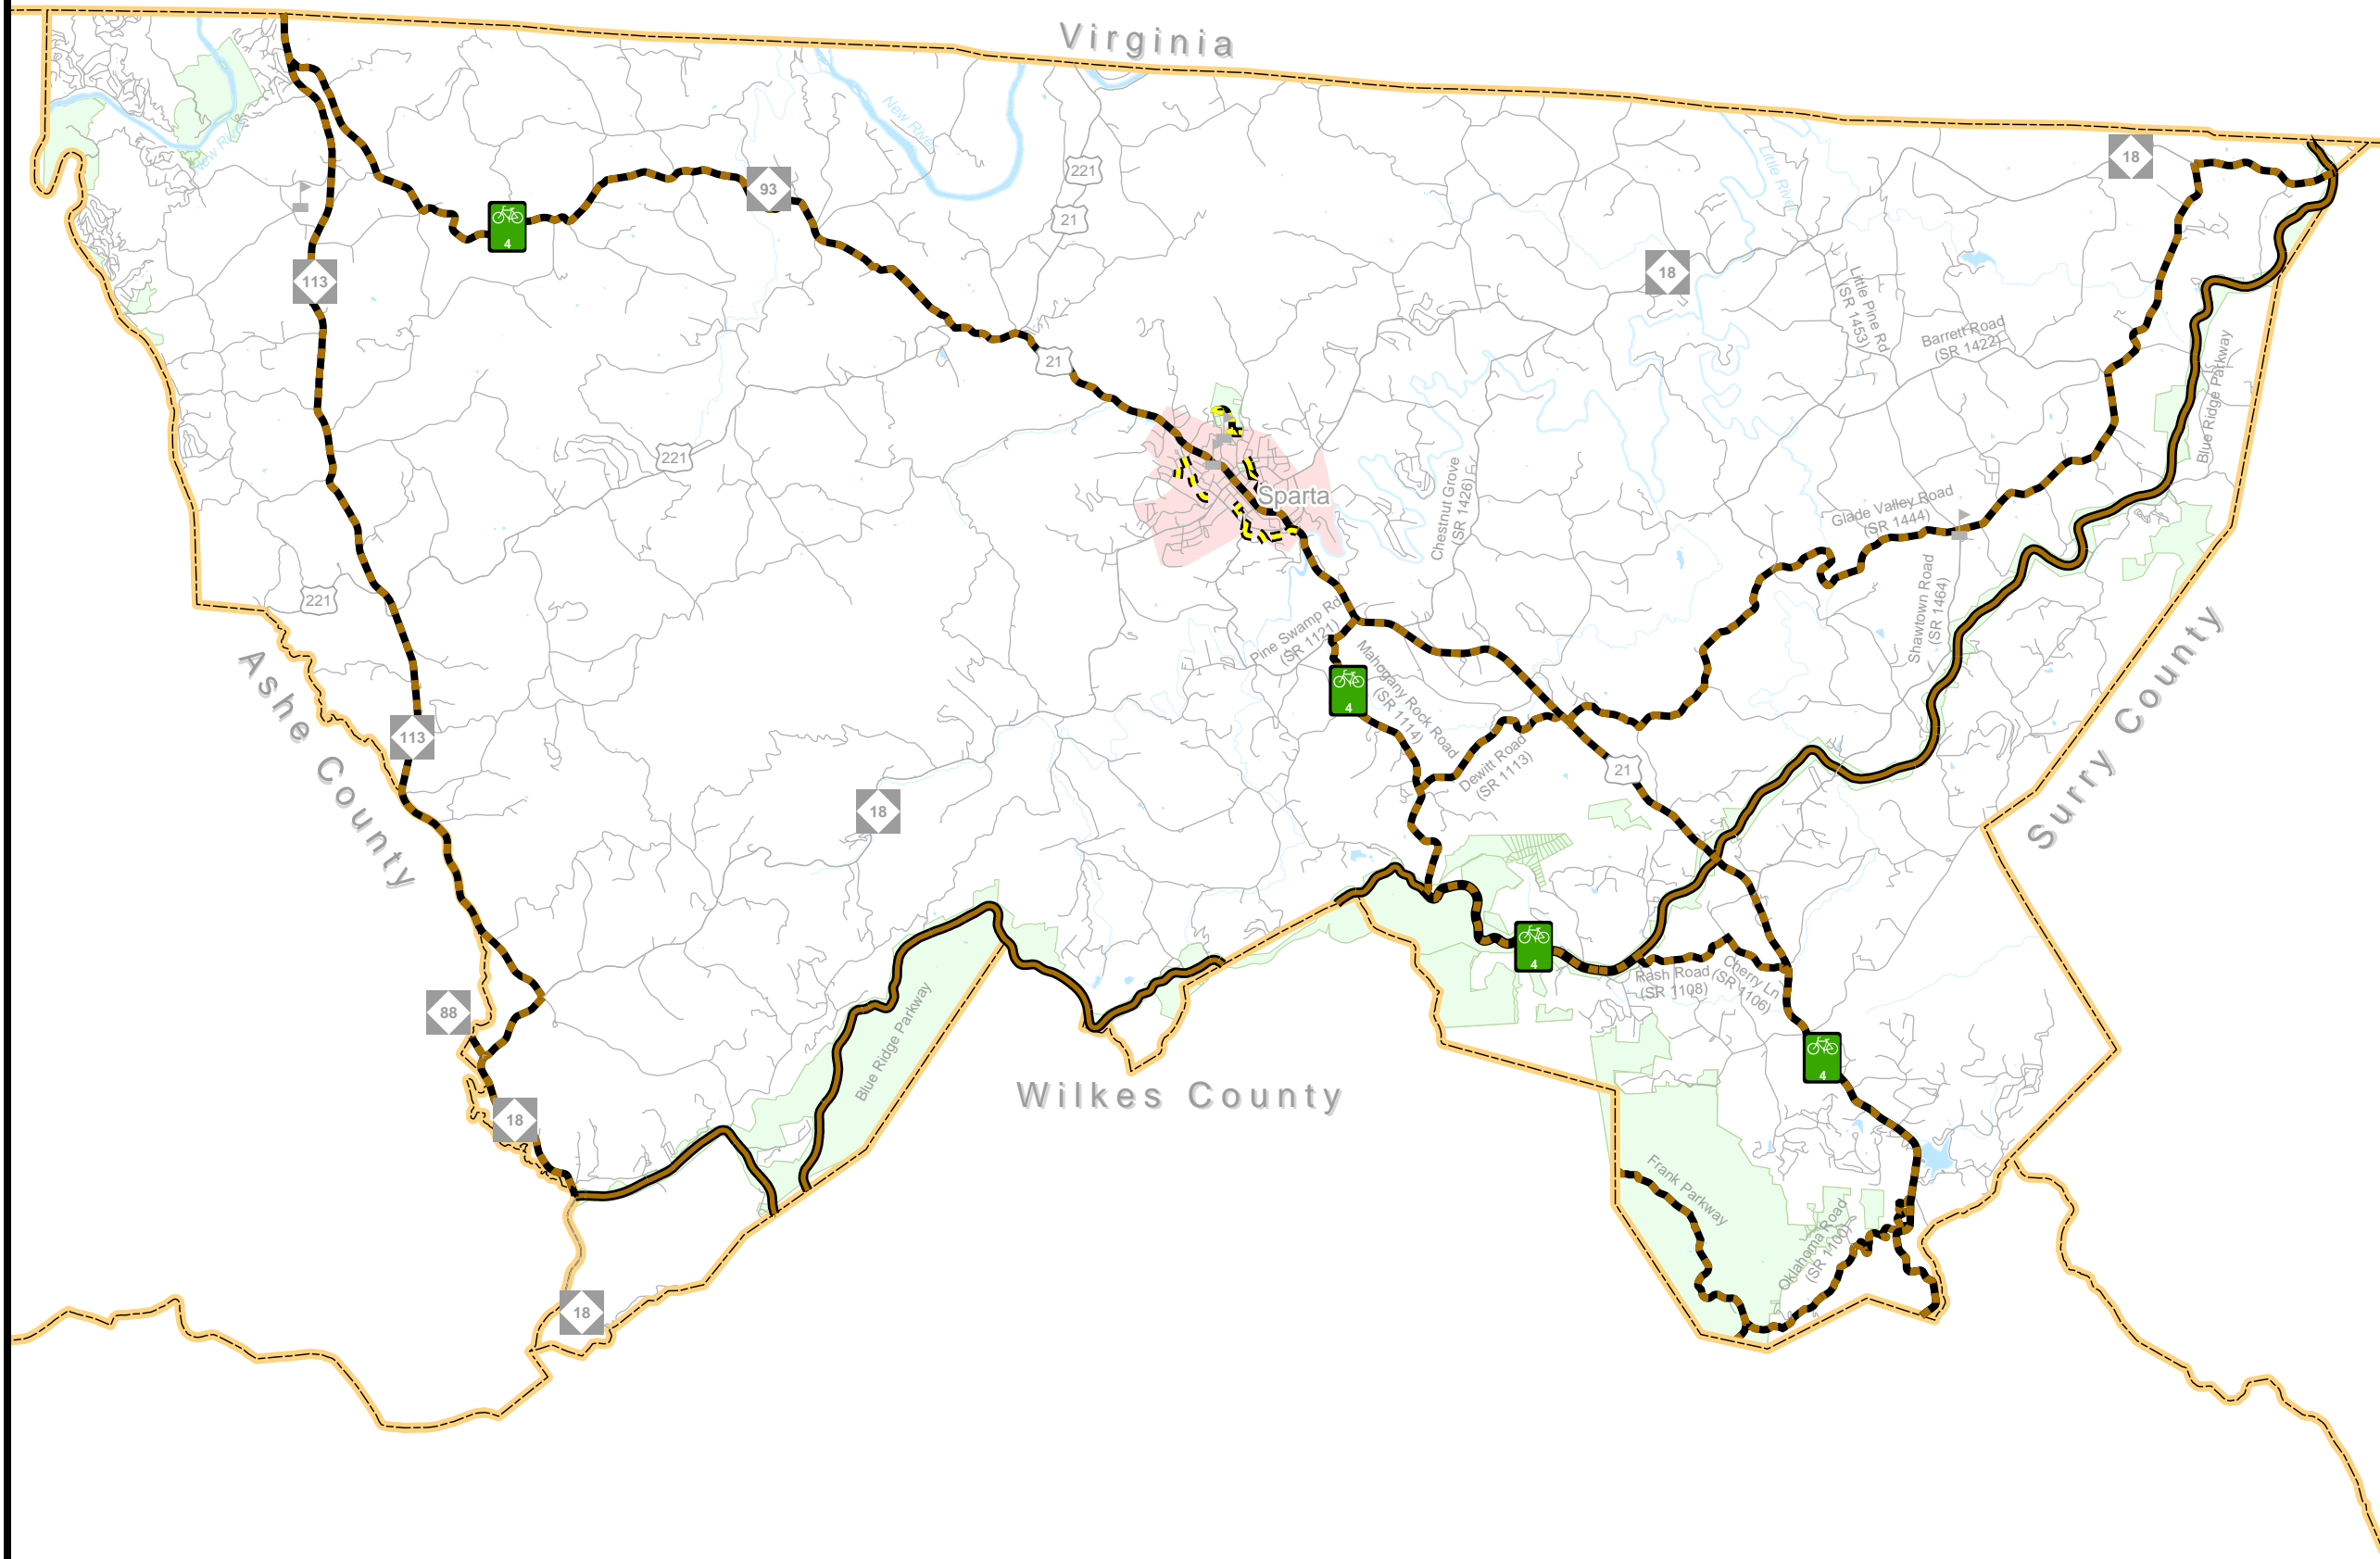 Virginia
New River
New River
Little River
18
221
93
21
4
18
113
Little Pine Rd
(SR 1453)
Barrett Road
(SR 1422)
Blue Ridge Parkway
21
221
Sparta
Chestnut Grove
(SR 1426)
Glade Valley Road
(SR 1444)
Shawtown Road
(SR 1464)
221
Pine Swamp Rd
(SR 1121)
Mahogany Rock Road
(SR 1114)
4
Dewitt Road
(SR 1113)
21
Ashe County
Surry County
113
18
4
Rash Road
(SR 1108)
Cherry Ln
(SR 1106)
88
Blue Ridge Parkway
4
Wilkes County
18
Frank Parkway
Oklahoma Road
(SR 1100)
18